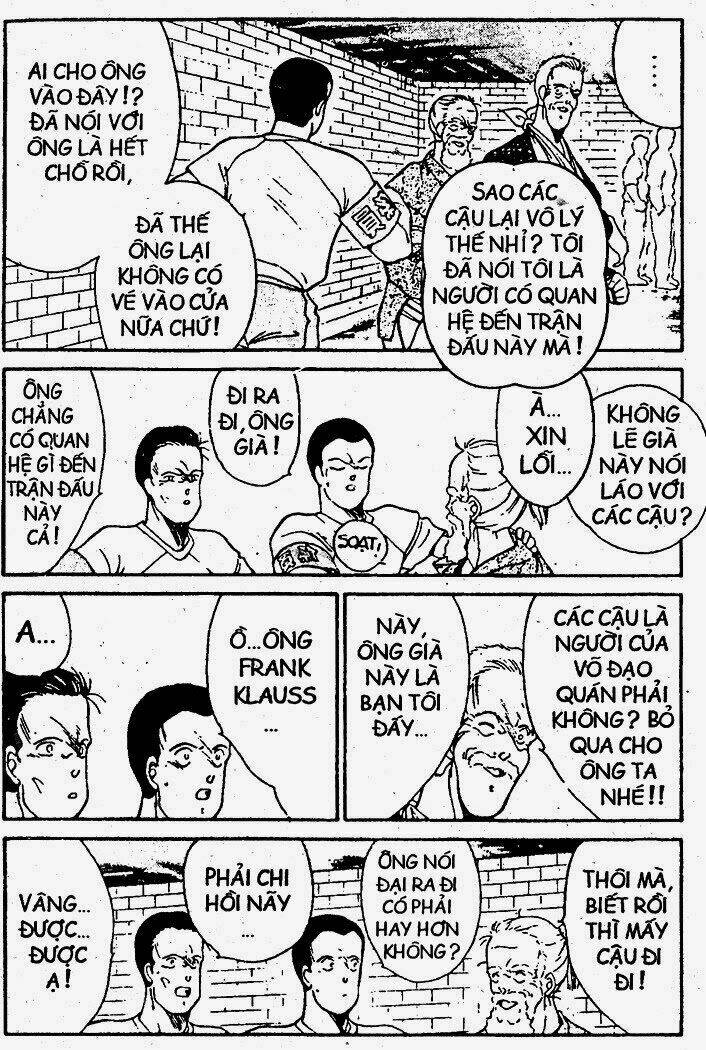 ....
SAO CÁC
CẬU LẠI VÔ LÝ
THẾ NHỈ? TÔI
ĐÃ NÓI TÔI LÀ
NGƯỜI CÓ QUAN
HỆ ĐẾN TRẬN
ĐẤU NÀY MÀ!
AI CHO ÔNG
VÀO ĐÂY!?
ĐÃ NÓI VỚI
ÔNG LÀ HẾT
CHỖ RỒI,
ĐÃ THẾ
ÔNG LẠI
KHÔNG CÓ
VÉ VÀO CỬA
NỮA CHỨ!
KHÔNG
LẼ GIÀ
NÀY NÓI
LÁO VỚI
CÁC CẬU?
À...
XIN
LỖI...
ĐI RA
ĐI, ÔNG
GIÀ!
SOẠT!
ÔNG
CHẲNG
CÓ QUAN
HỆ GÌ ĐẾN
TRẬN ĐẤU
NÀY
CẢ!
CÁC CẬU LÀ
NGƯỜI CỦA
VÕ ĐẠO
QUÁN PHẢI
KHÔNG? BỎ
QUA CHO
ÔNG TA
NHÉ!!
NÀY,
ÔNG GIÀ
NÀY LÀ
BẠN TÔI
ĐẤY...
Ồ...ÔNG
FRANK
KLAUSS
...
A...
THÔI MÀ,
BIẾT RỒI
THÌ MẤY
CẬU ĐI
ĐI!
ÔNG NÓI
ĐẠI RA ĐI
CÓ PHẢI
HAY HƠN
KHÔNG?
PHẢI CHI
HỒI NÃY
...
VÂNG...
ĐƯỢC...
ĐƯỢC
Ạ!